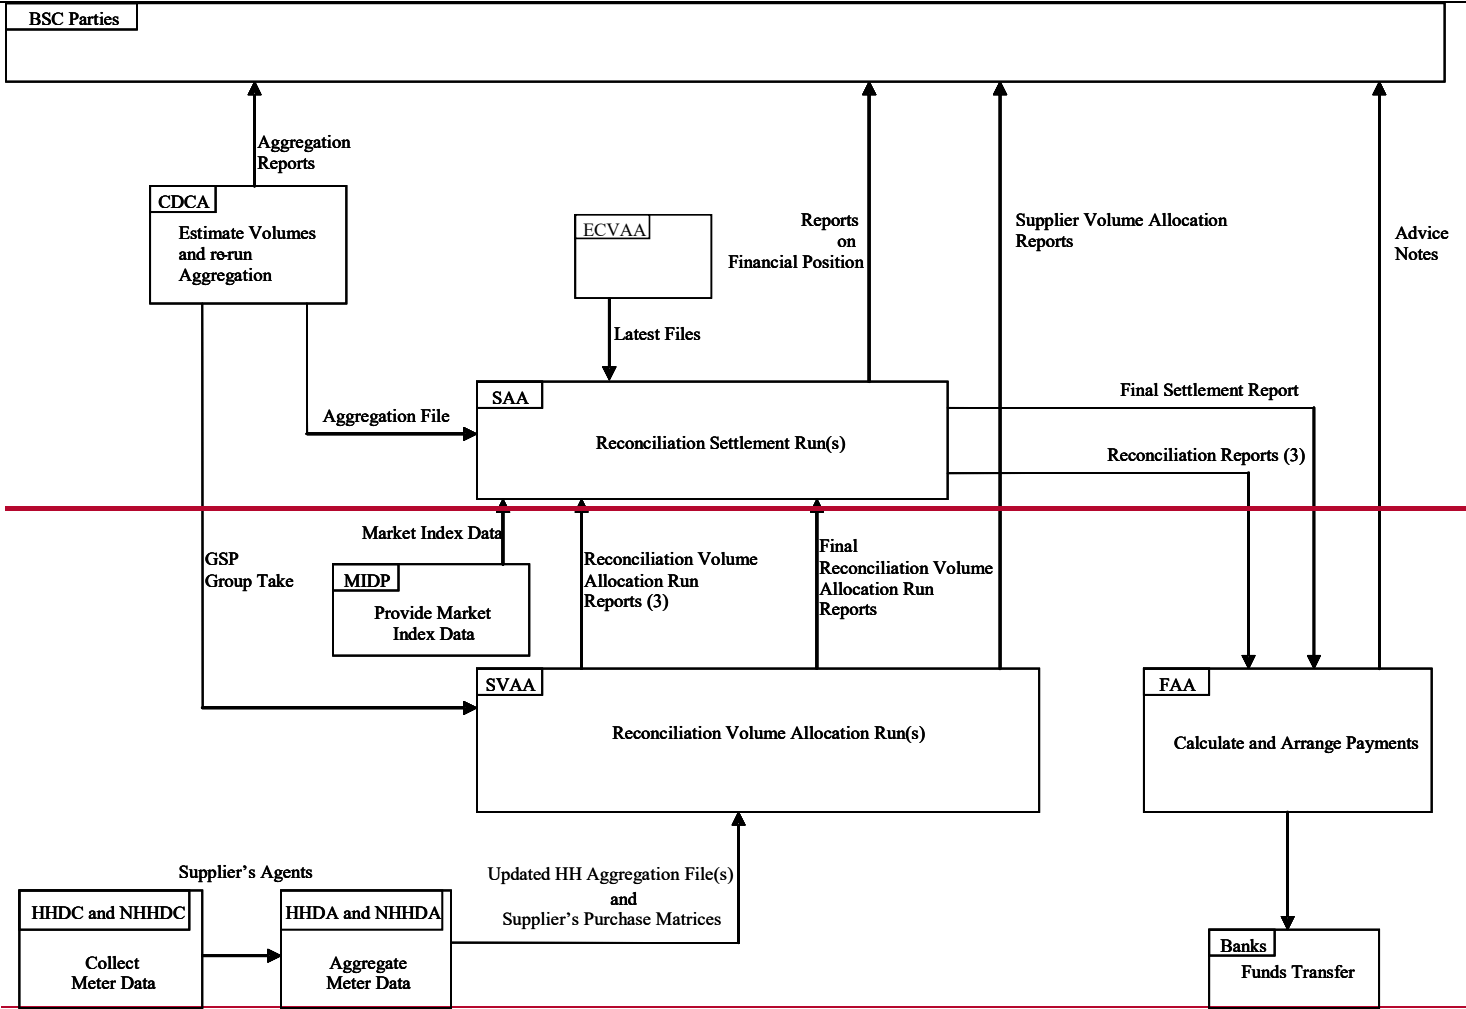 BSC Parties
Aggregation
Reports
CDCA
Estimate Volumes
and re-run
Aggregation
ECVAA
Reports
on
Financial Position
Supplier Volume Allocation
Reports
Advice
Notes
Latest Files
SAA
Reconciliation Settlement Run(s)
Aggregation File
Final Settlement Report
Reconciliation Reports (3)
Market Index Data
GSP
Group Take
MIDP
Provide Market
Index Data
Reconciliation Volume
Allocation Run
Reports (3)
Final
Reconciliation Volume
Allocation Run
Reports
SVAA
Reconciliation Volume Allocation Run(s)
FAA
Calculate and Arrange Payments
Supplier's Agents
HHDC and NHHDC
Collect
Meter Data
HHDA and NHHDA
Aggregate
Meter Data
Updated HH Aggregation File(s)
and
Supplier's Purchase Matrices
Banks
Funds Transfer